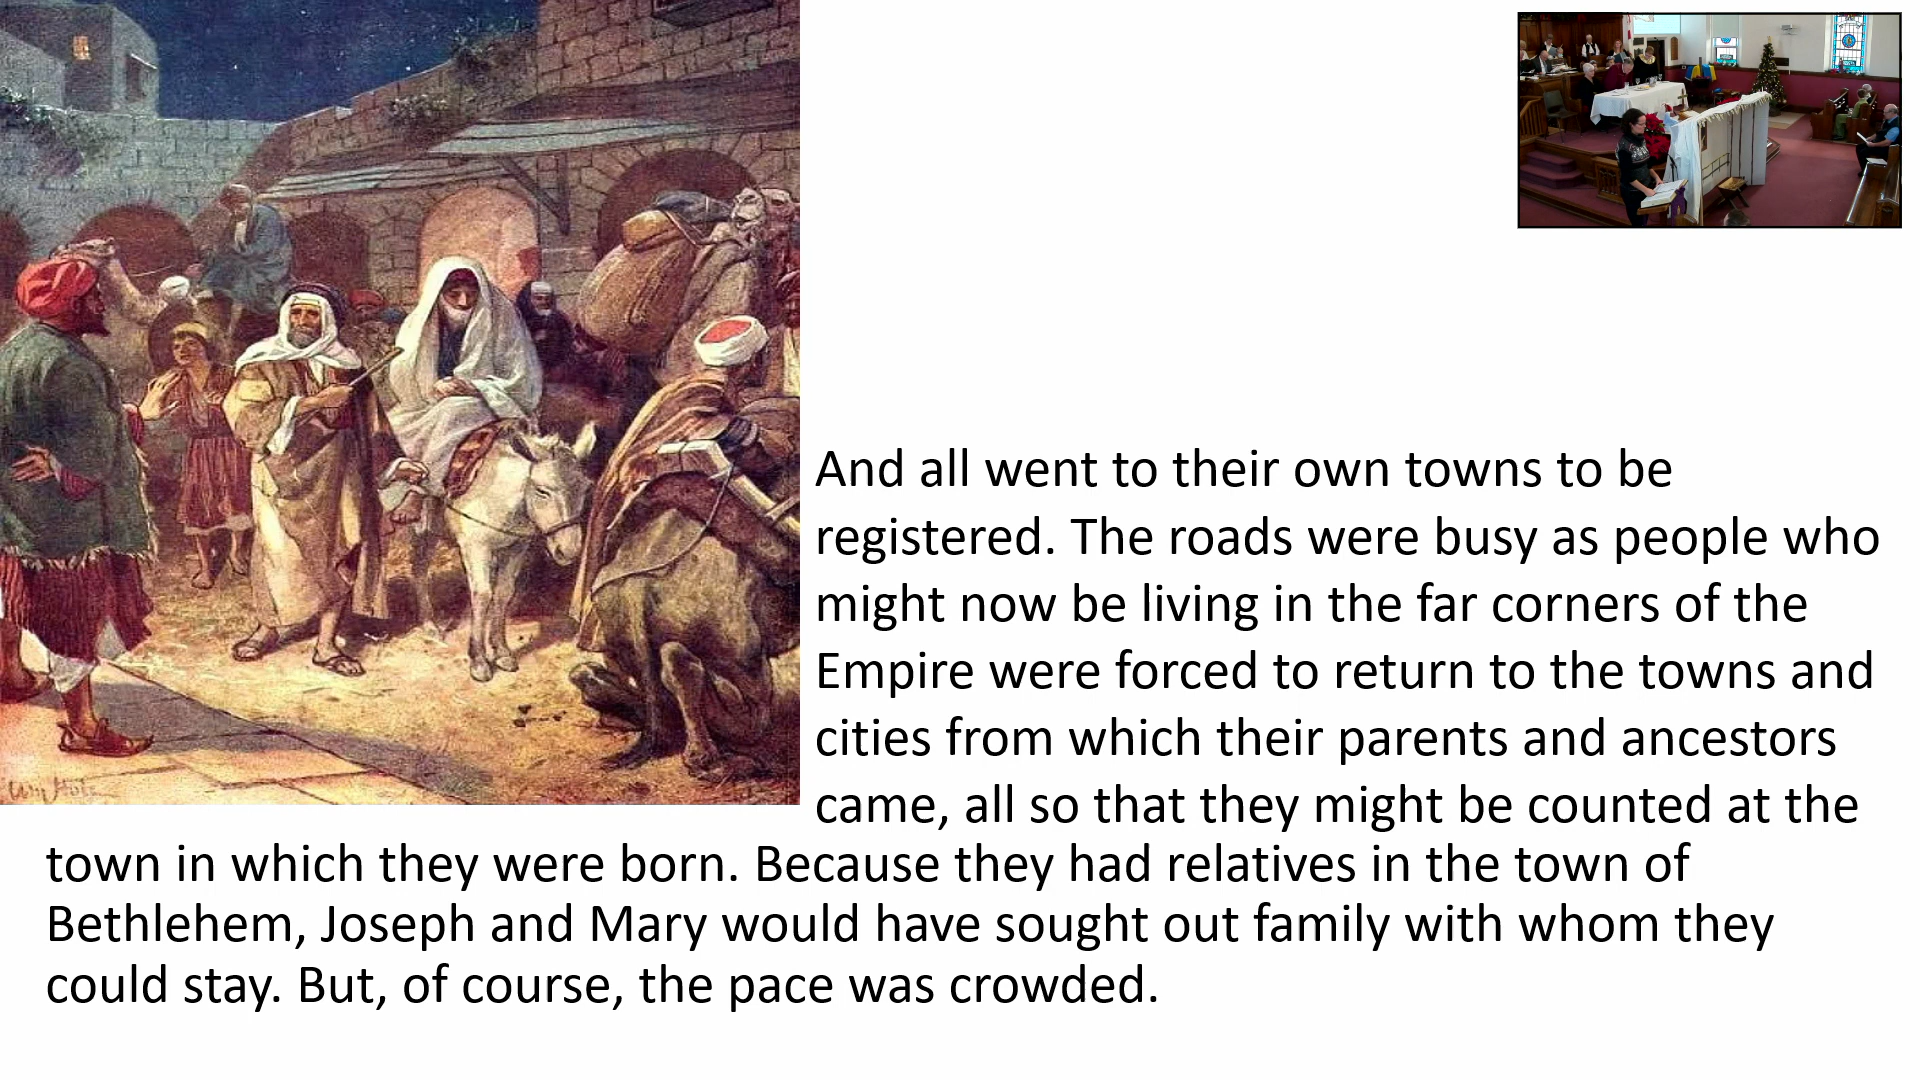 And all went to their own towns to be
registered. The roads were busy as people who
might now be living in the far corners of the
Empire were forced to return to the towns and
cities from which their parents and ancestors
came, all so that they might be counted at the
town in which they were born. Because they had relatives in the town of
Bethlehem, Joseph and Mary would have sought out family with whom they
could stay. But, of course, the pace was crowded.